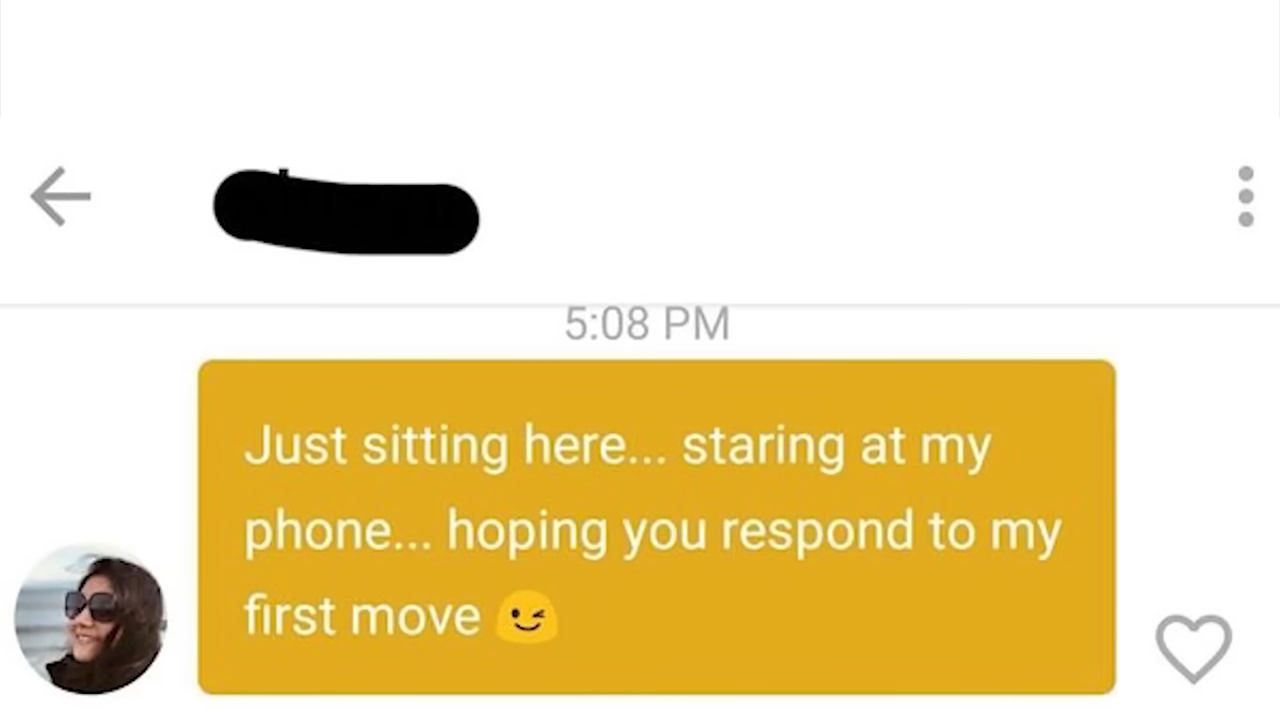 5:08 PM
Just sitting here... staring at my
phone... hoping you respond to my
first move 😉